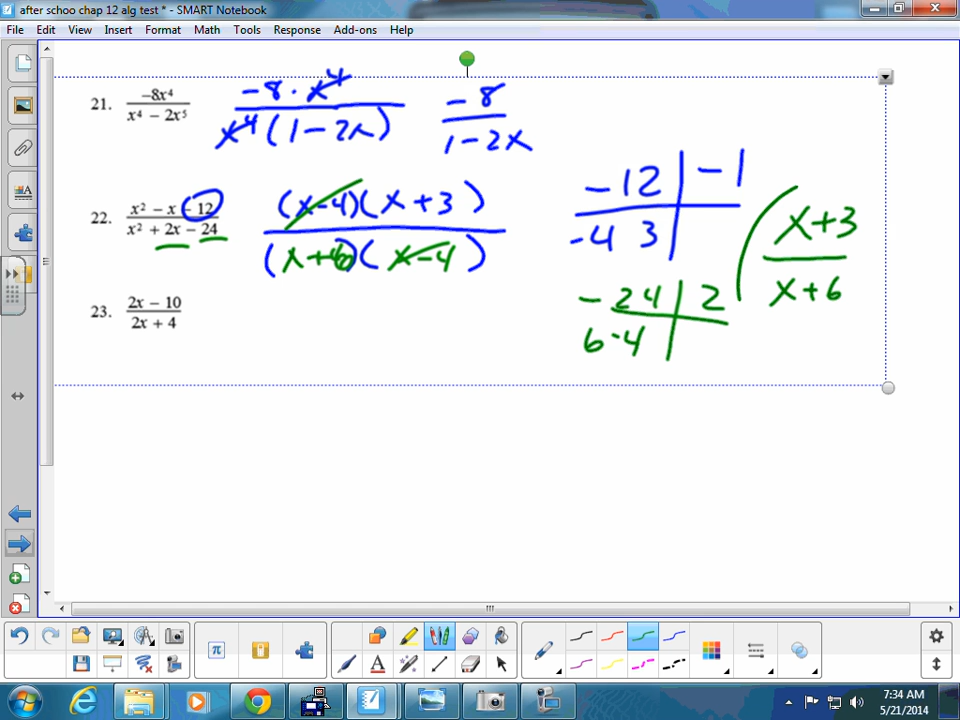 after schoo chap 12 alg test * - SMART Notebook
File Edit View Insert Format Math Tools Response Add-ons Help
21. −8x⁴ / x⁴ − 2x⁵
-8 · x⁴ / x⁴(1 - 2x)
-8 / 1 - 2x
22. x² − x − 12 / x² + 2x − 24
(x-4)(x+3) / (x+6)(x-4)
-12 | -1
-4 3
x+3 / x+6
-24 | 2
6 -4
23. 2x − 10 / 2x + 4
7:34 AM
5/21/2014